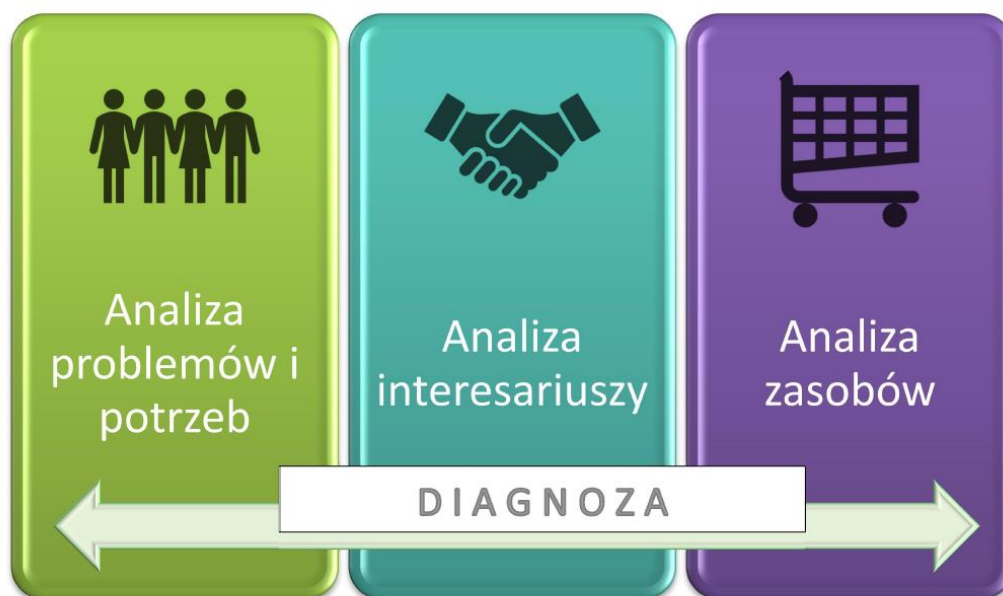 Analiza
problemów i
potrzeb
Analiza
interesariuszy
Analiza
zasobów
DIAGNOZA